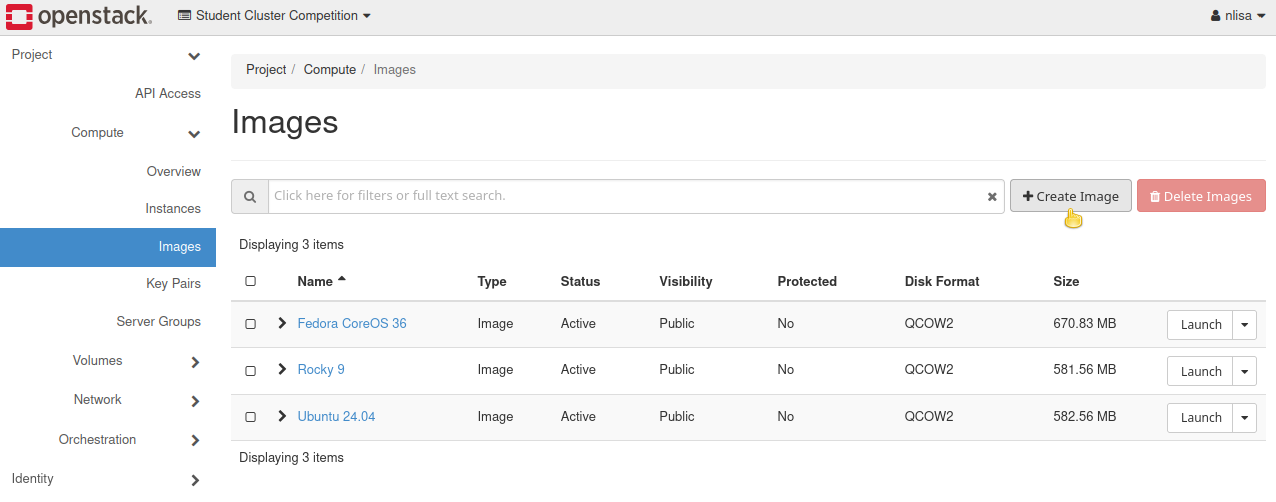 openstack. Student Cluster Competition nlisa
Project
API Access
Compute
Overview
Instances
Images
Key Pairs
Server Groups
Volumes
Network
Orchestration
Identity
Project / Compute / Images
Images
Click here for filters or full text search. Create Image Delete Images
Displaying 3 items
Name Type Status Visibility Protected Disk Format Size
Fedora CoreOS 36 Image Active Public No QCOW2 670.83 MB Launch
Rocky 9 Image Active Public No QCOW2 581.56 MB Launch
Ubuntu 24.04 Image Active Public No QCOW2 582.56 MB Launch
Displaying 3 items